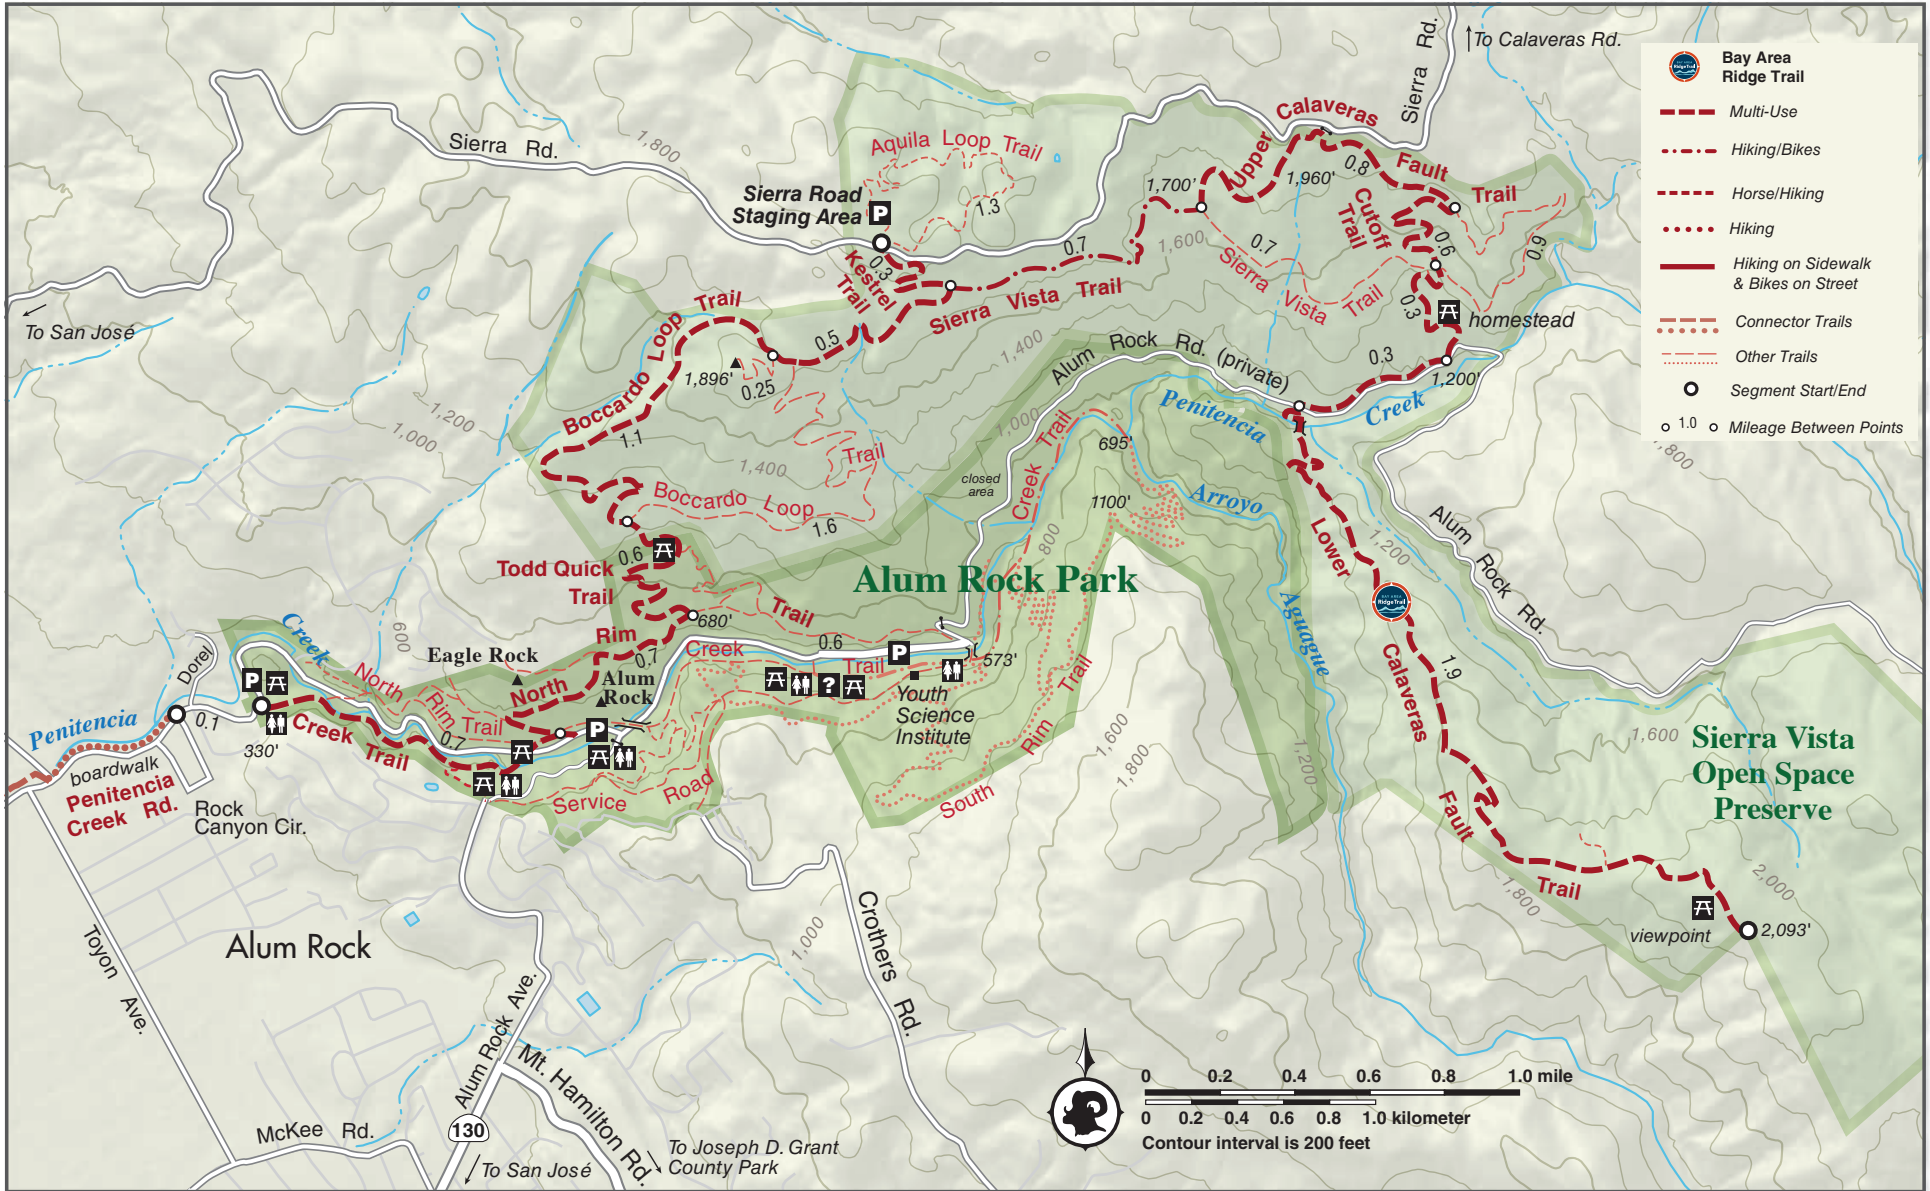 To Calaveras Rd.
Sierra Rd.
Bay Area
Ridge Trail
Multi-Use
Hiking/Bikes
Horse/Hiking
Hiking
Hiking on Sidewalk
& Bikes on Street
Connector Trails
Other Trails
Segment Start/End
1.0
Mileage Between Points
Sierra Rd.
1,800
Aquila Loop Trail
1.3
Sierra Road
Staging Area
P
0.3
Kestrel
Trail
Upper
Calaveras
Fault
Trail
0.8
1,960'
1,700'
Cutoff
Trail
0.6
0.9
0.7
1,600
0.7
Sierra Vista Trail
Sierra
Vista
Trail
0.3
homestead
To San José
Boccardo Loop
Trail
0.5
1,896'
0.25
1,400
Alum Rock Rd. (private)
0.3
1,200'
1,200
1,000
1.1
1,400
Trail
1,000
Creek Trail
695'
Penitencia
Creek
1,800
closed
area
1100'
Arroyo
Aguague
Boccardo Loop
1.6
800
Lower
1,200
Alum Rock Rd.
0.6
Todd Quick
Trail
Alum Rock Park
BAY AREA
Ridge Trail
680'
Trail
Creek
600
Rim
0.6
P
573'
Calaveras
1.9
Eagle Rock
0.7
Creek
Trail
Dorel
P
North
Rim
Trail
North
Alum
Rock
?
Youth
Science
Institute
Trail
South
Rim
Penitencia
0.1
330'
Creek
Trail
0.7
P
1,600
1,800
1,200
1,600
Sierra Vista
Open Space
Preserve
boardwalk
Penitencia
Creek Rd.
Rock
Canyon Cir.
Service
Road
Fault
Trail
1,800
2,000
viewpoint
2,093'
Alum Rock
Toyon Ave.
1,000
Crothers Rd.
Alum Rock Ave.
Mt. Hamilton Rd.
McKee Rd.
130
To San José
To Joseph D. Grant
County Park
0 0.2 0.4 0.6 0.8 1.0 mile
0 0.2 0.4 0.6 0.8 1.0 kilometer
Contour interval is 200 feet